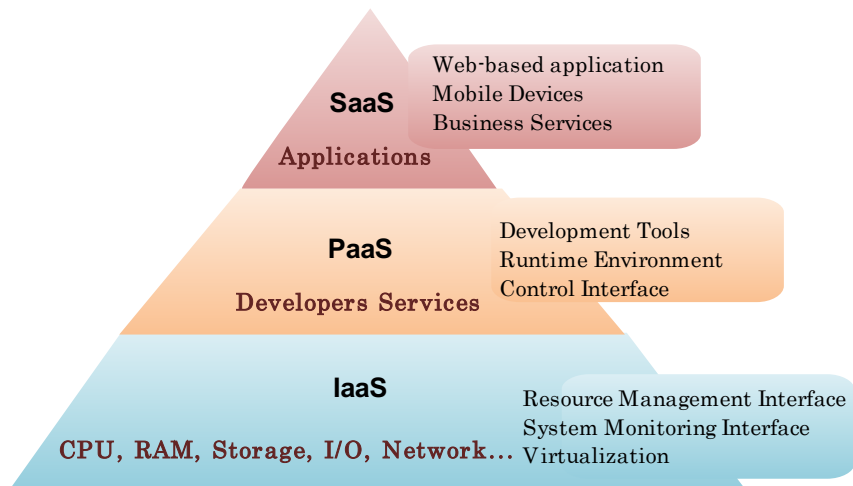 SaaS
Applications
Web-based application
Mobile Devices
Business Services
PaaS
Developers Services
Development Tools
Runtime Environment
Control Interface
IaaS
CPU, RAM, Storage, I/O, Network...
Resource Management Interface
System Monitoring Interface
Virtualization